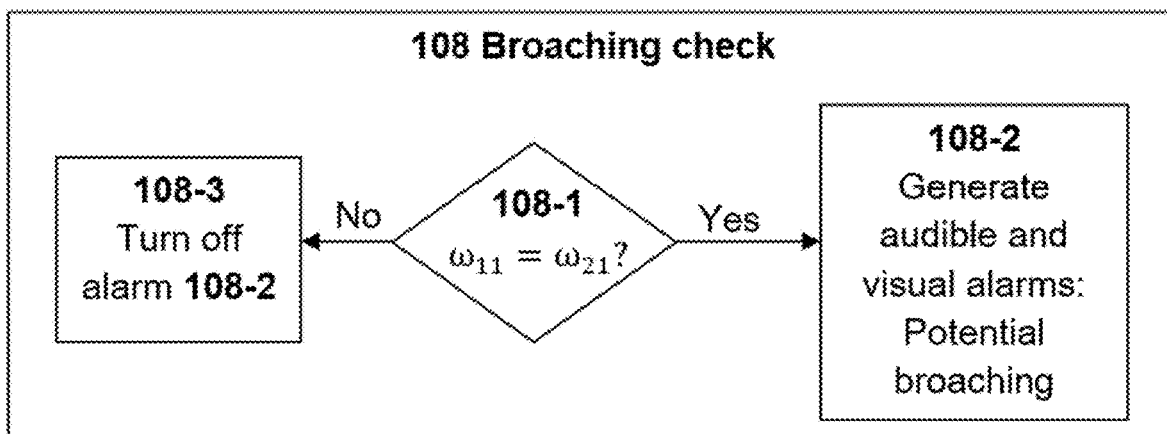 108 Broaching check
108-3
Turn off
alarm 108-2
No
108-1
ω₁₁ = ω₂₁?
Yes
108-2
Generate
audible and
visual alarms:
Potential
broaching